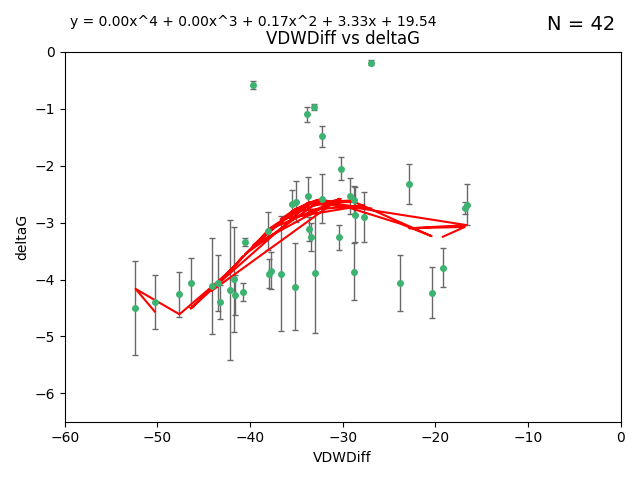 y = 0.00x^4 + 0.00x^3 + 0.17x^2 + 3.33x + 19.54
N = 42
VDWDiff vs deltaG
0
−1
−2
−3
−4
−5
−6
deltaG
−60 −50 −40 −30 −20 −10 0
VDWDiff